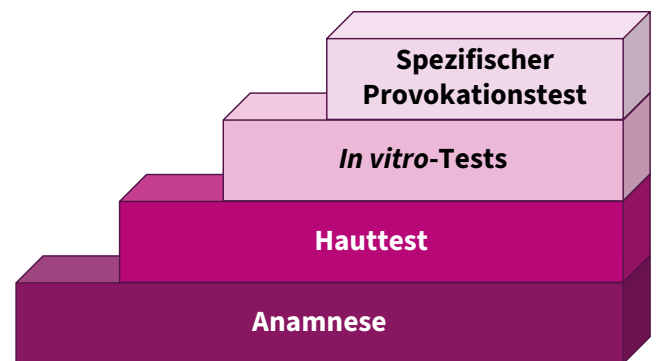 Spezifischer
Provokationstest
In vitro-Tests
Hauttest
Anamnese